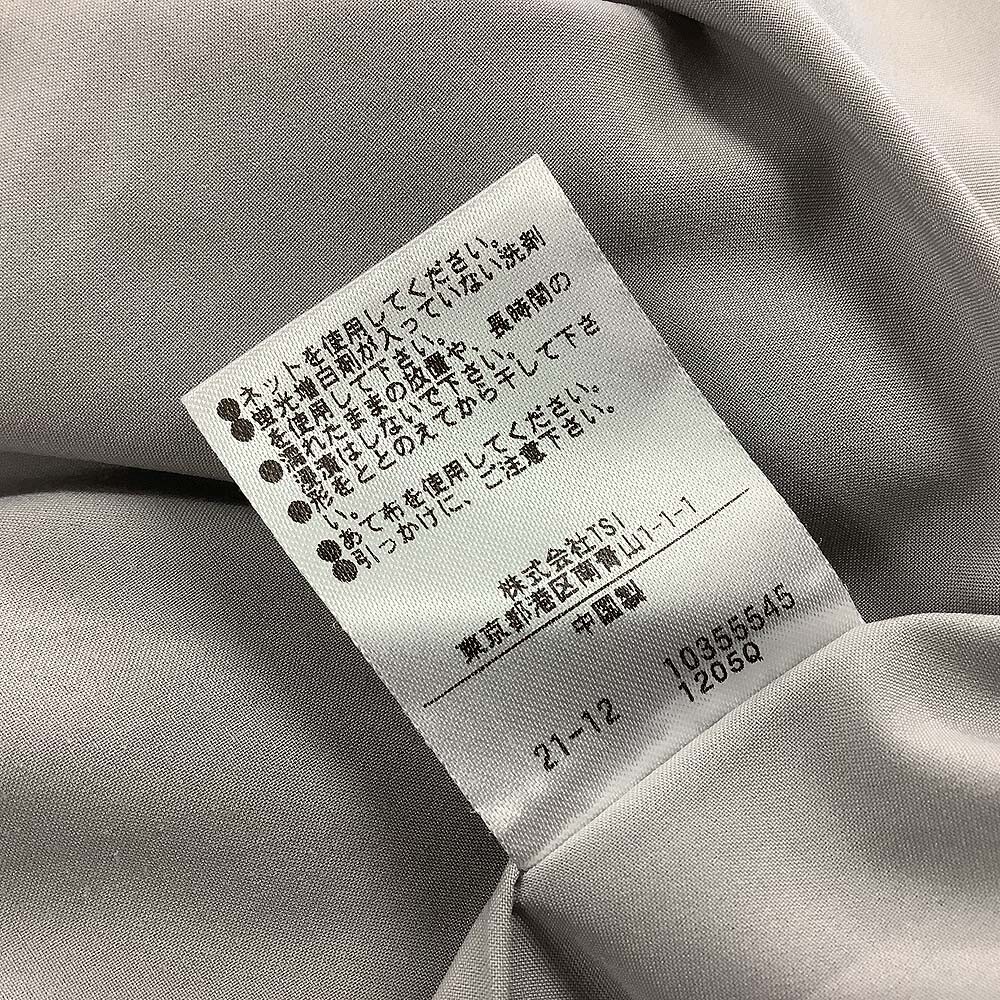 ●ネットを使用してください。
●蛍光増白剤が入っていない洗剤
を使用して下さい。
●濡れたままの放置や、長時間の
浸漬はしないで下さい。
●形をととのえてから干して下さ
い。
●あて布を使用してください。
●引っかけに、ご注意下さい。
株式会社TSI
東京都港区南青山1-1-1
中国製
10355545
21-12 1205Q